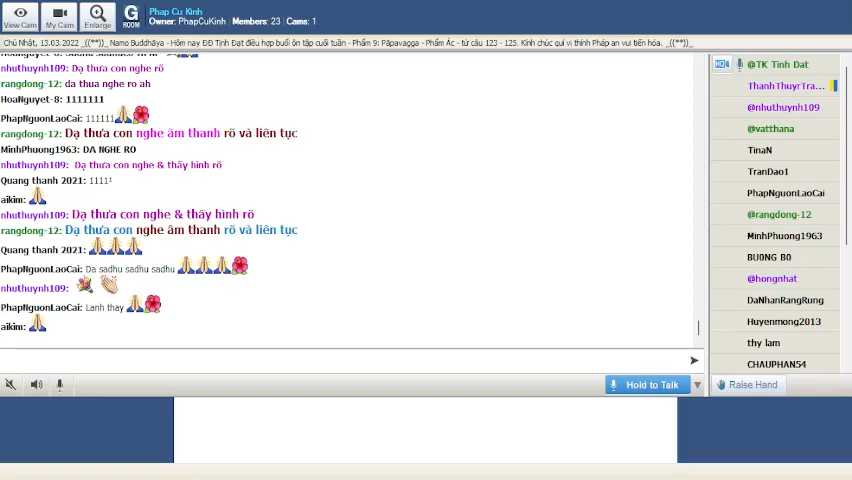 View Cam
My Cam
Enlarge
G
ROOM
Phap Cu Kinh
Owner: PhapCuKinh Members: 23 Cams: 1
Chủ Nhật, 13.03.2022 _((**))_ Namo Buddhāya - Hôm nay ĐĐ Tịnh Đạt điều hợp buổi ôn tập cuối tuần - Phẩm 9: Pāpavagga - Phẩm Ác - từ câu 123 - 125. Kính chúc quí vị thính Pháp an vui tiến hóa. _((**))_
nhuthuynh109: Dạ thưa con nghe rõ
rangdong-12: da thua nghe ro ah
HoaNguyet-8: 1111111
PhapNguonLaoCai: 111111
rangdong-12: Dạ thưa con nghe âm thanh rõ và liên tục
MinhPhuong1963: DA NGHE RO
nhuthuynh109: Dạ thưa con nghe & thấy hình rõ
Quang thanh 2021: 1111¹
aikim:
nhuthuynh109: Dạ thưa con nghe & thấy hình rõ
rangdong-12: Dạ thưa con nghe âm thanh rõ và liên tục
Quang thanh 2021:
PhapNguonLaoCai: Da sadhu sadhu sadhu
nhuthuynh109:
PhapNguonLaoCai: Lanh thay
aikim:
Hold to Talk
HD
@TK Tinh Dat
ThanhThuyrTra...
@nhuthuynh109
@vatthana
TinaN
TranDao1
PhapNguonLaoCai
@rangdong-12
MinhPhuong1963
BUÔNG BỎ
@hongnhat
DaNhanRangRung
Huyenmong2013
thy lam
CHAUPHAN54
Raise Hand